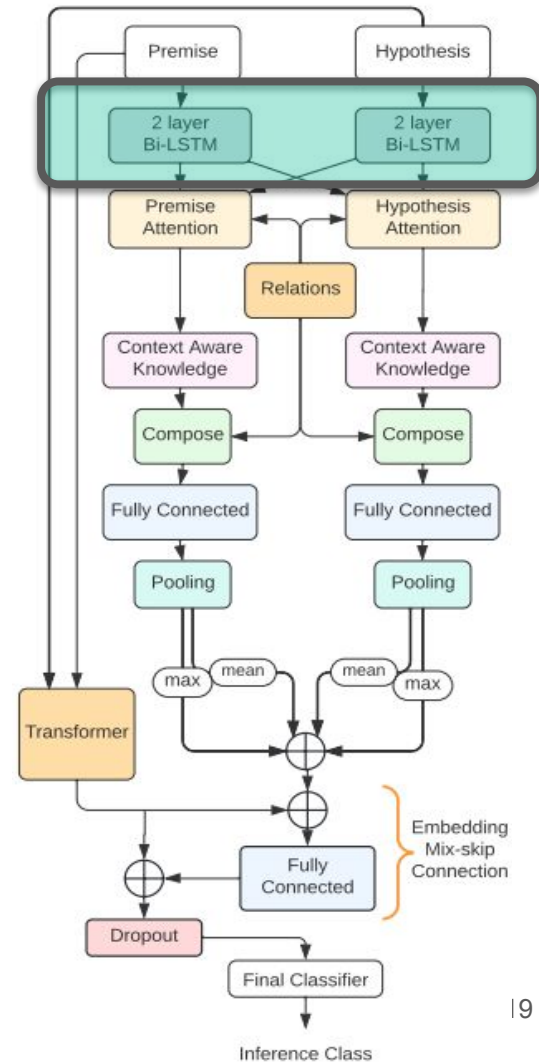 Premise
Hypothesis
2 layer
Bi-LSTM
2 layer
Bi-LSTM
Premise
Attention
Hypothesis
Attention
Relations
Context Aware
Knowledge
Context Aware
Knowledge
Compose
Compose
Fully Connected
Fully Connected
Pooling
Pooling
max
mean
mean
max
Transformer
Embedding
Mix-skip
Connection
Fully
Connected
Dropout
Final Classifier
Inference Class